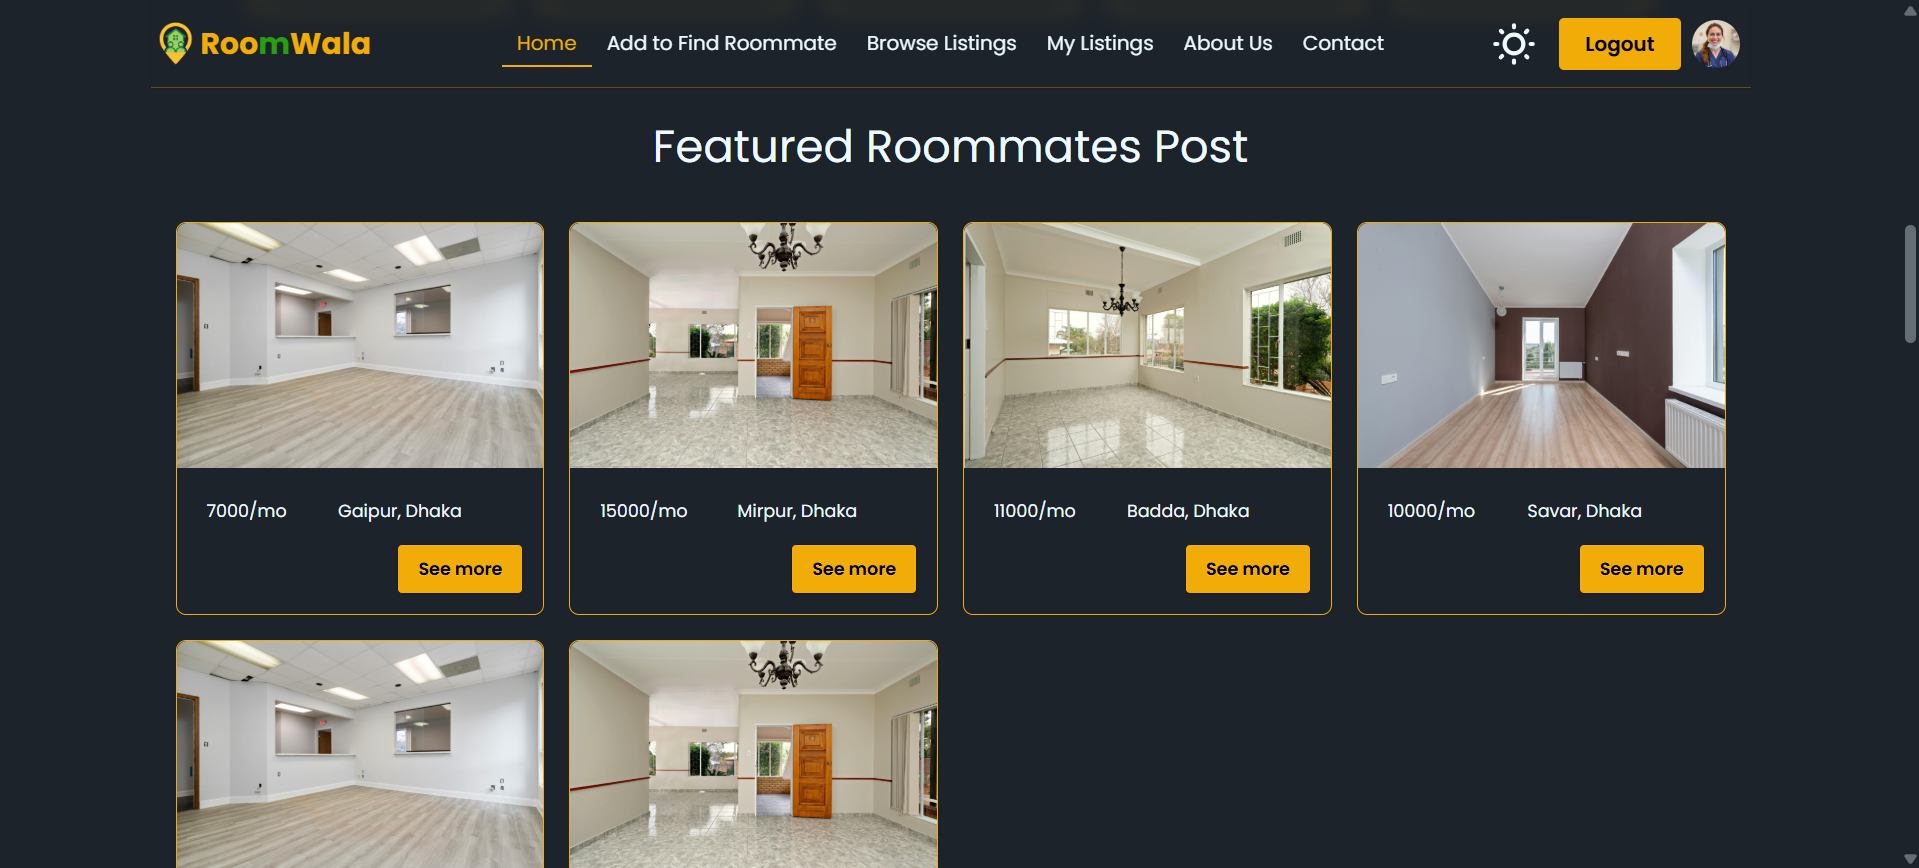 RoomWala
Home
Add to Find Roommate
Browse Listings
My Listings
About Us
Contact
Logout
Featured Roommates Post
7000/mo
Gaipur, Dhaka
See more
15000/mo
Mirpur, Dhaka
See more
11000/mo
Badda, Dhaka
See more
10000/mo
Savar, Dhaka
See more